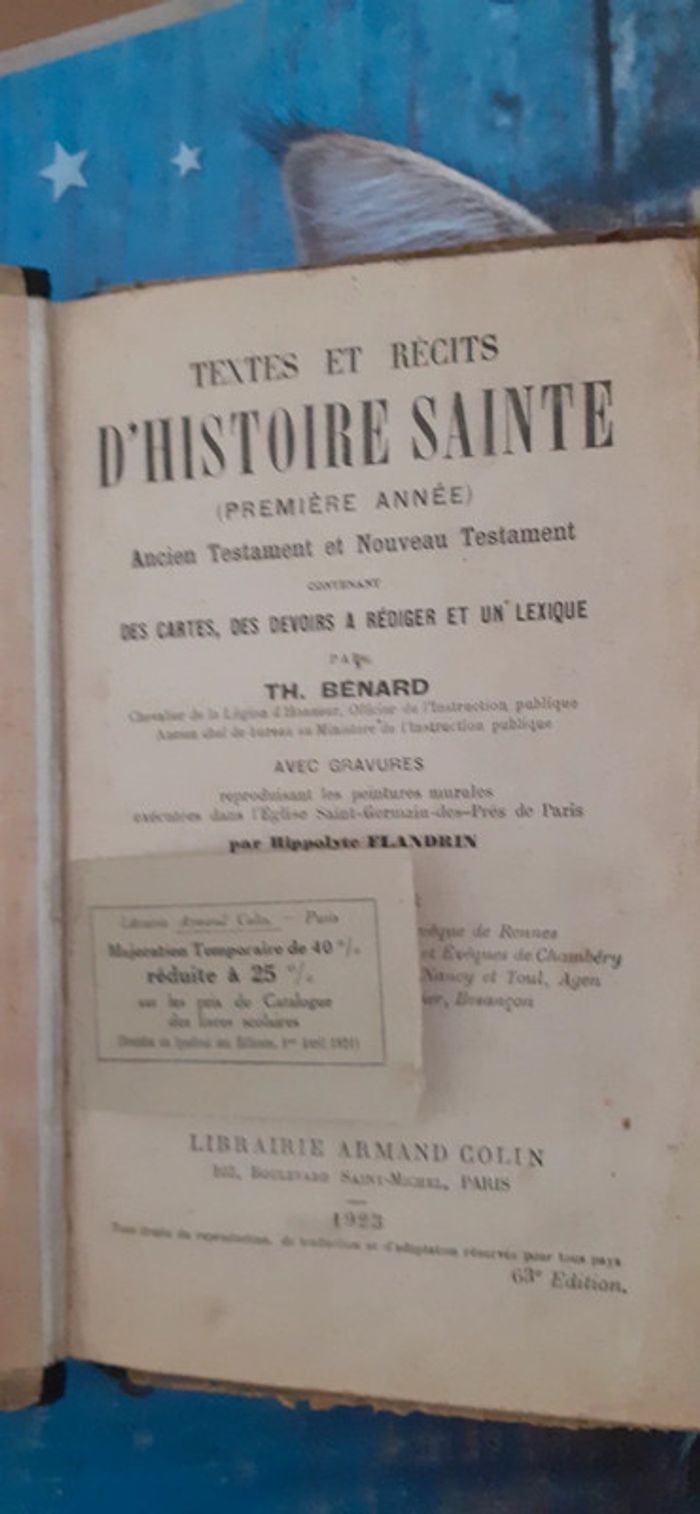 TEXTES ET RÉCITS
D'HISTOIRE SAINTE
(PREMIÈRE ANNÉE)
Ancien Testament et Nouveau Testament
CONTENANT
DES CARTES, DES DEVOIRS A RÉDIGER ET UN LEXIQUE
PAR
TH. BÉNARD
Chevalier de la Légion d'Honneur, Officier de l'Instruction publique
Ancien chef de bureau au Ministère de l'Instruction publique
AVEC GRAVURES
reproduisant les peintures murales
exécutées dans l'Église Saint-Germain-des-Prés de Paris
par Hippolyte FLANDRIN
vêque de Rennes
et Évêques de Chambéry
Nancy et Toul, Agen
er, Besançon
Librairie Armand Colin — Paris
Majoration Temporaire de 40 %
réduite à 25 %
sur les prix du Catalogue
des livres scolaires
LIBRAIRIE ARMAND COLIN
103, BOULEVARD SAINT-MICHEL, PARIS
1923
Tous droits de reproduction, de traduction et d'adaptation réservés pour tous pays
63e Edition.